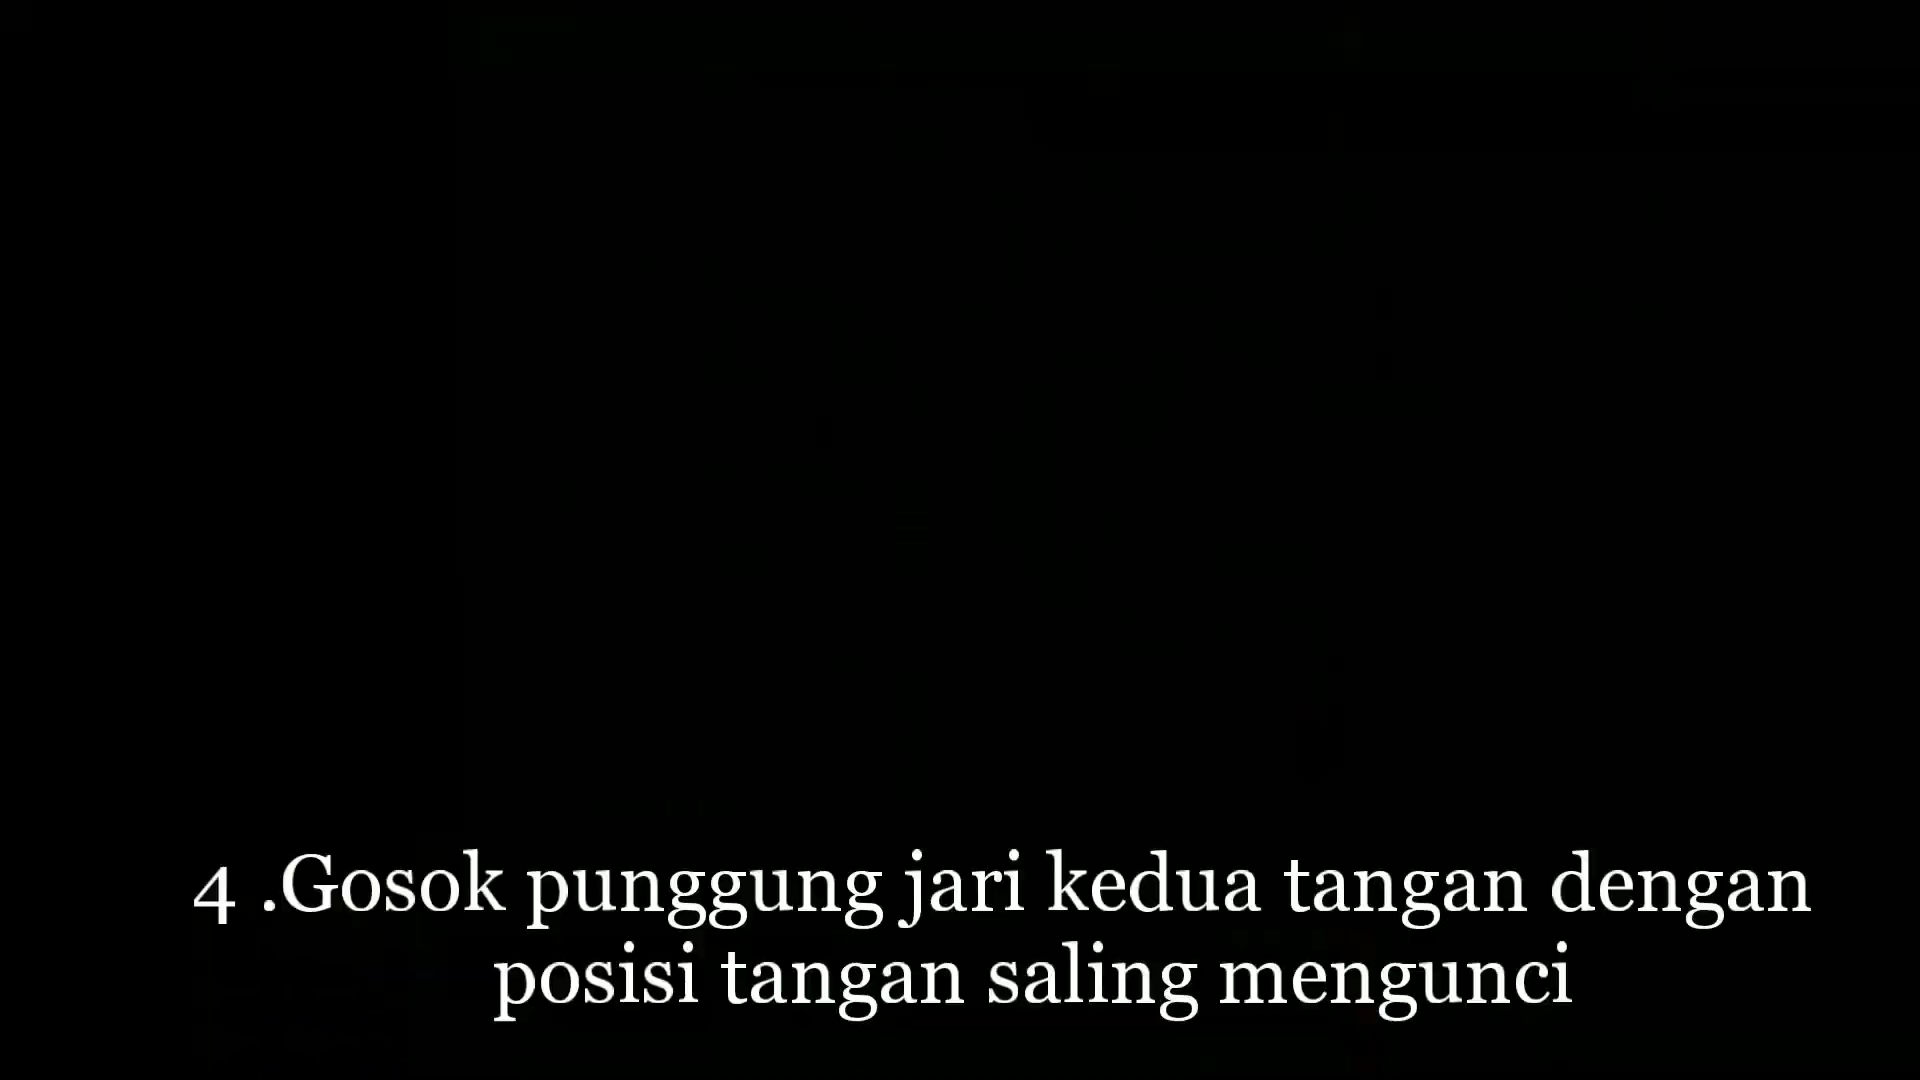 4 .Gosok punggung jari kedua tangan dengan
posisi tangan saling mengunci